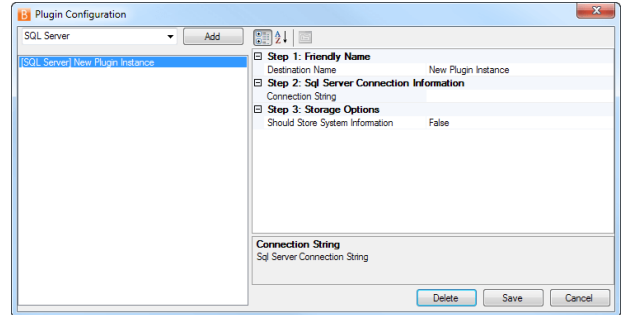 Plugin Configuration
SQL Server
Add
[SQL Server] New Plugin Instance
Step 1: Friendly Name
Destination Name New Plugin Instance
Step 2: Sql Server Connection Information
Connection String
Step 3: Storage Options
Should Store System Information False
Connection String
Sql Server Connection String
Delete Save Cancel